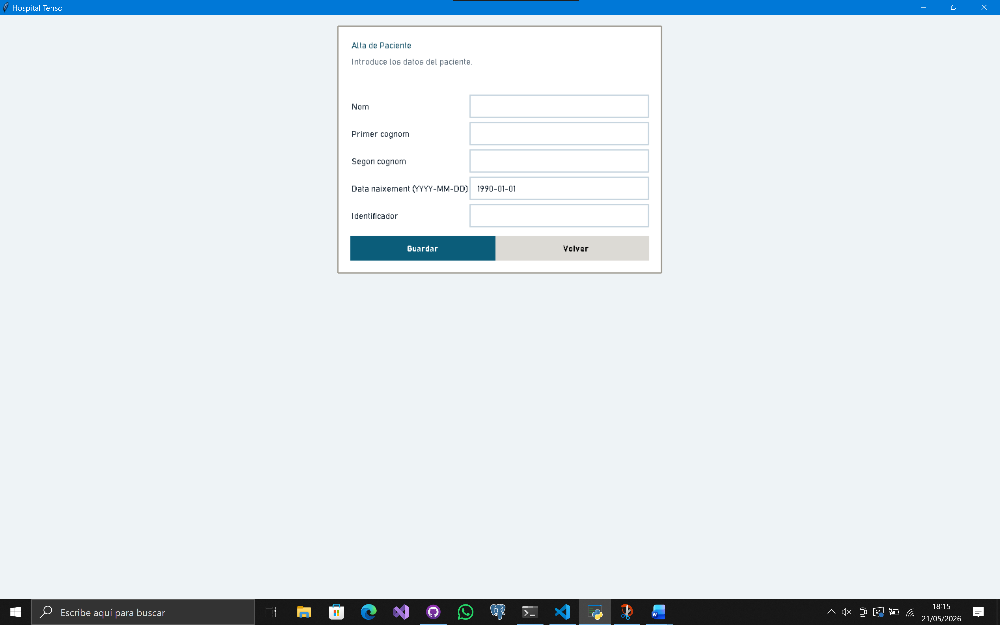 Hospital Tenso
Alta de Paciente
Introduce los datos del paciente.
Nom
Primer cognom
Segon cognom
Data naixement (YYYY-MM-DD) 1990-01-01
Identificador
Guardar Volver
Escribe aquí para buscar
18:15
21/05/2026